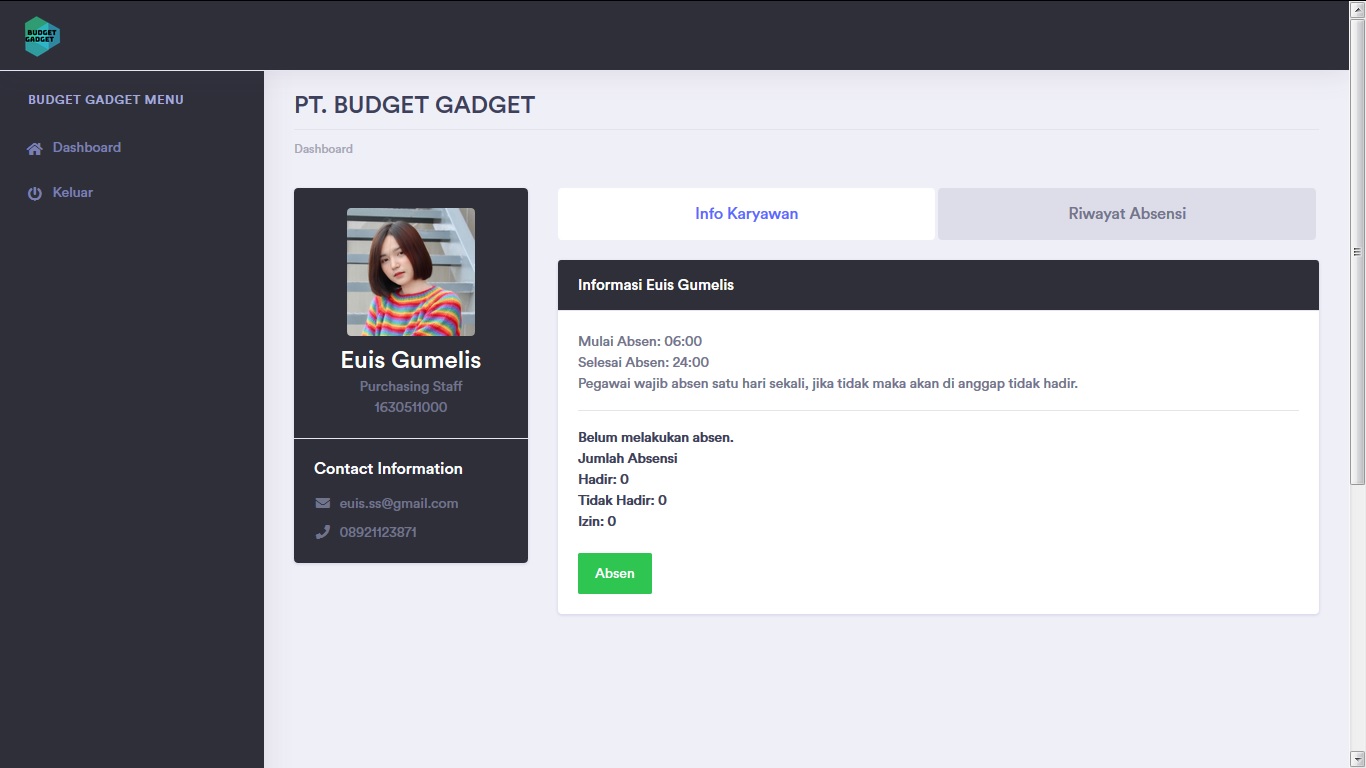 BUDGET
GADGET
BUDGET GADGET MENU
Dashboard
Keluar
PT. BUDGET GADGET
Dashboard
Euis Gumelis
Purchasing Staff
1630511000
Contact Information
euis.ss@gmail.com
08921123871
Info Karyawan
Riwayat Absensi
Informasi Euis Gumelis
Mulai Absen: 06:00
Selesai Absen: 24:00
Pegawai wajib absen satu hari sekali, jika tidak maka akan di anggap tidak hadir.
Belum melakukan absen.
Jumlah Absensi
Hadir: 0
Tidak Hadir: 0
Izin: 0
Absen